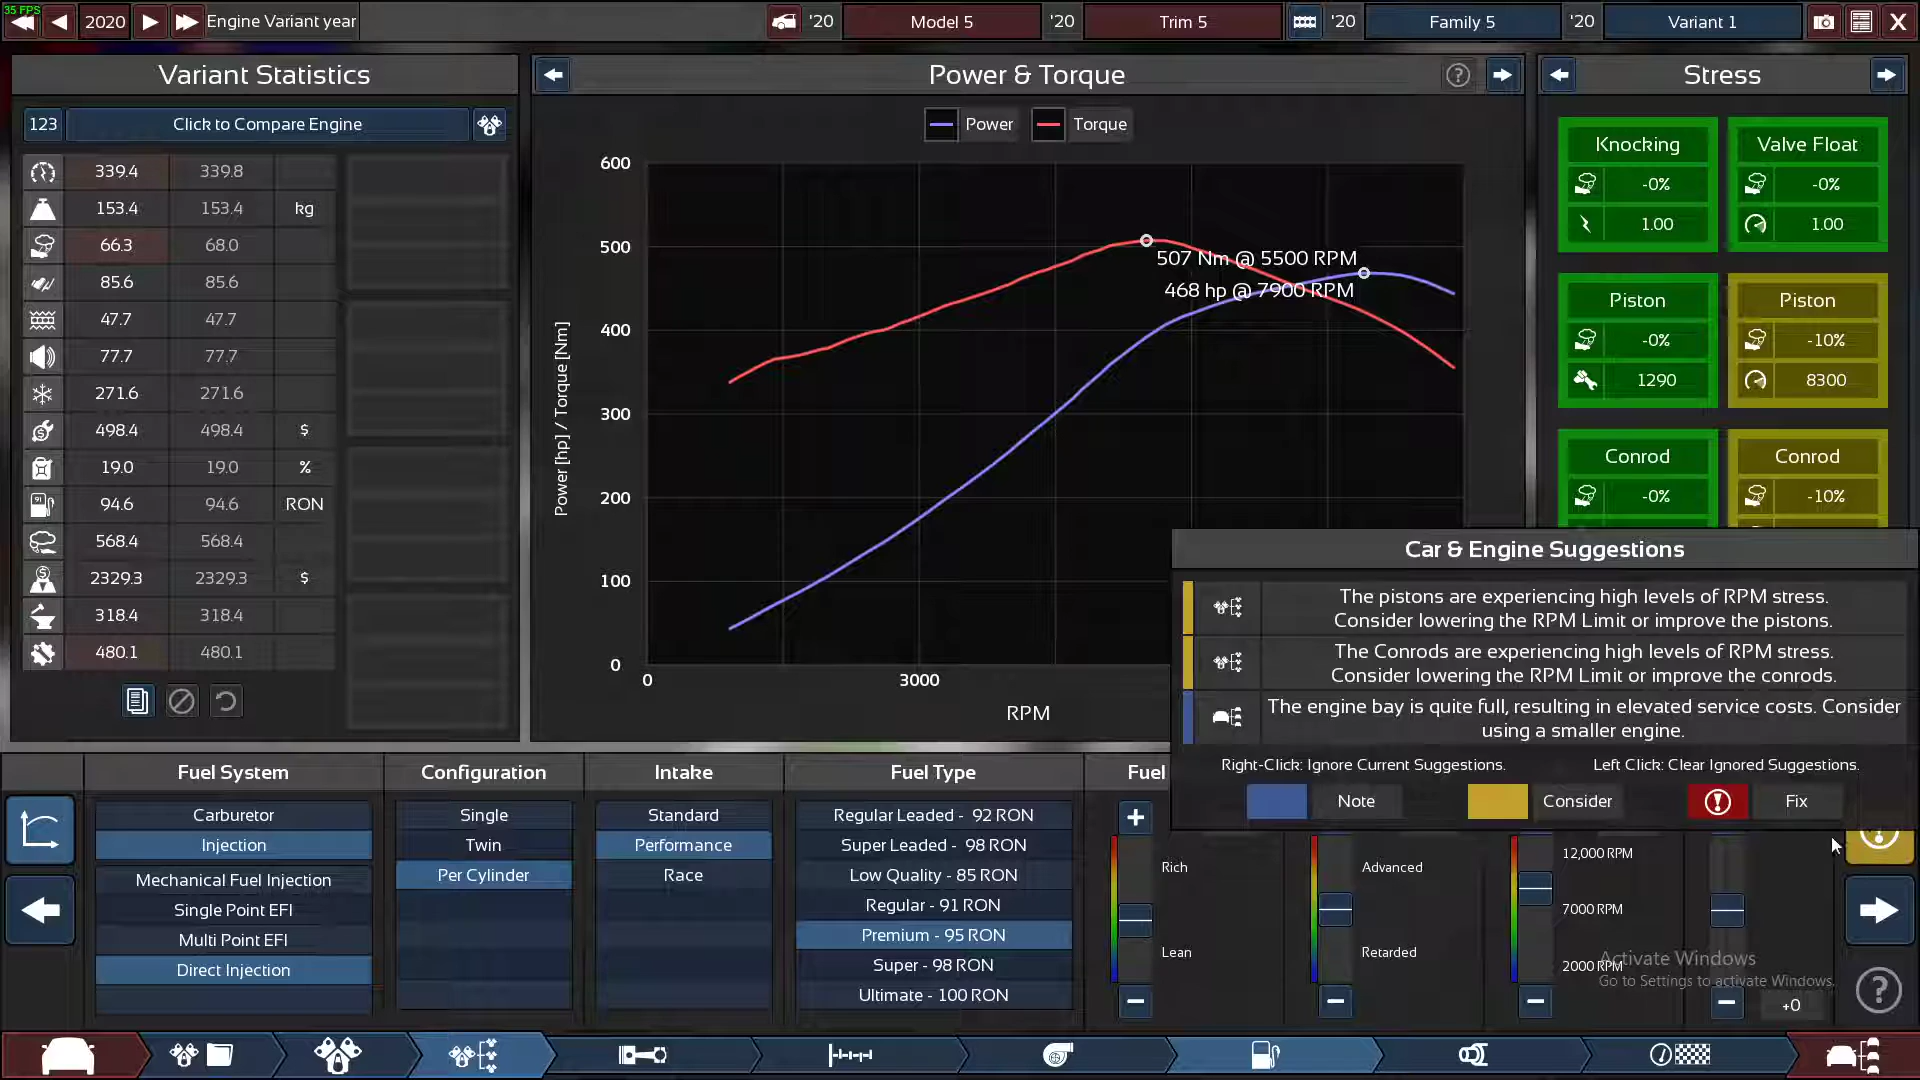 35 FPS
2020
Engine Variant year
'20
Model 5
'20
Trim 5
'20
Family 5
'20
Variant 1
X
Variant Statistics
123
Click to Compare Engine
339.4 339.8
153.4 153.4 kg
66.3 68.0
85.6 85.6
47.7 47.7
77.7 77.7
271.6 271.6
498.4 498.4 $
19.0 19.0 %
94.6 94.6 RON
568.4 568.4
2329.3 2329.3 $
318.4 318.4
480.1 480.1
Power & Torque
?
Power
Torque
600
500
400
300
200
100
0
Power [hp] / Torque [Nm]
507 Nm @ 5500 RPM
468 hp @ 7900 RPM
0
3000
RPM
Stress
Knocking
-0%
1.00
Valve Float
-0%
1.00
Piston
-0%
1290
Piston
-10%
8300
Conrod
-0%
Conrod
-10%
Car & Engine Suggestions
The pistons are experiencing high levels of RPM stress.
Consider lowering the RPM Limit or improve the pistons.
The Conrods are experiencing high levels of RPM stress.
Consider lowering the RPM Limit or improve the conrods.
The engine bay is quite full, resulting in elevated service costs. Consider
using a smaller engine.
Right-Click: Ignore Current Suggestions.
Left Click: Clear Ignored Suggestions.
Note
Consider
Fix
Fuel System
Carburetor
Injection
Mechanical Fuel Injection
Single Point EFI
Multi Point EFI
Direct Injection
Configuration
Single
Twin
Per Cylinder
Intake
Standard
Performance
Race
Fuel Type
Regular Leaded - 92 RON
Super Leaded - 98 RON
Low Quality - 85 RON
Regular - 91 RON
Premium - 95 RON
Super - 98 RON
Ultimate - 100 RON
Fuel
Rich
Lean
Advanced
Retarded
12,000 RPM
7000 RPM
2000 RPM
+0
Activate Windows
Go to Settings to activate Windows.
?